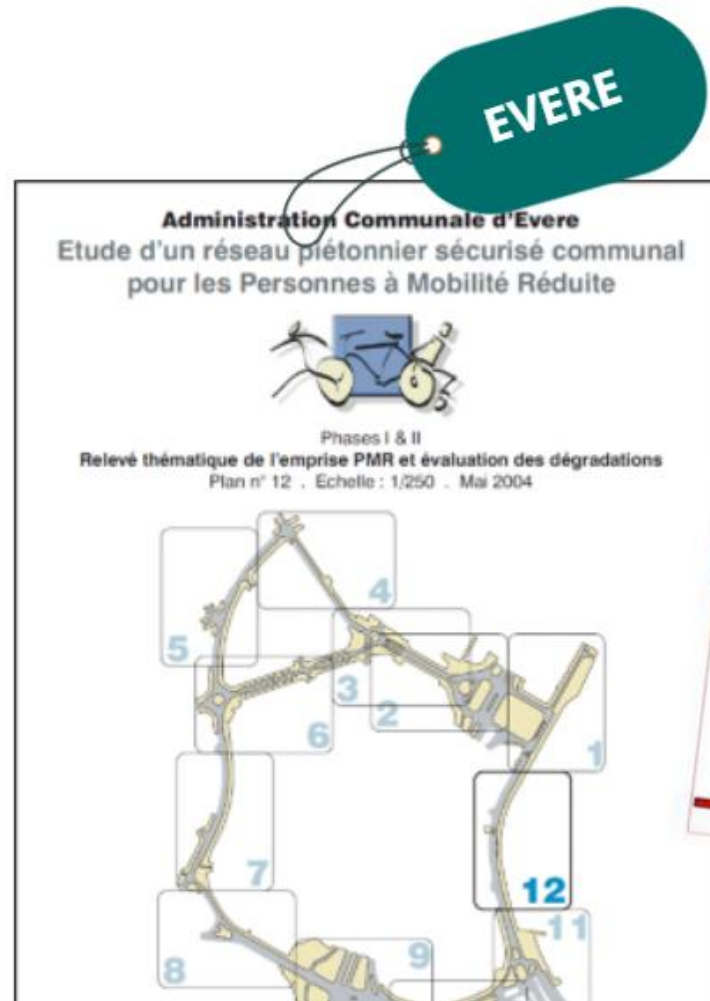 EVERE
Administration Communale d'Evere
Etude d'un réseau piétonnier sécurisé communal
pour les Personnes à Mobilité Réduite
Phases I & II
Relevé thématique de l'emprise PMR et évaluation des dégradations
Plan n° 12 . Echelle : 1/250 . Mai 2004
4
5
3
2
6
1
7
12
11
9
8